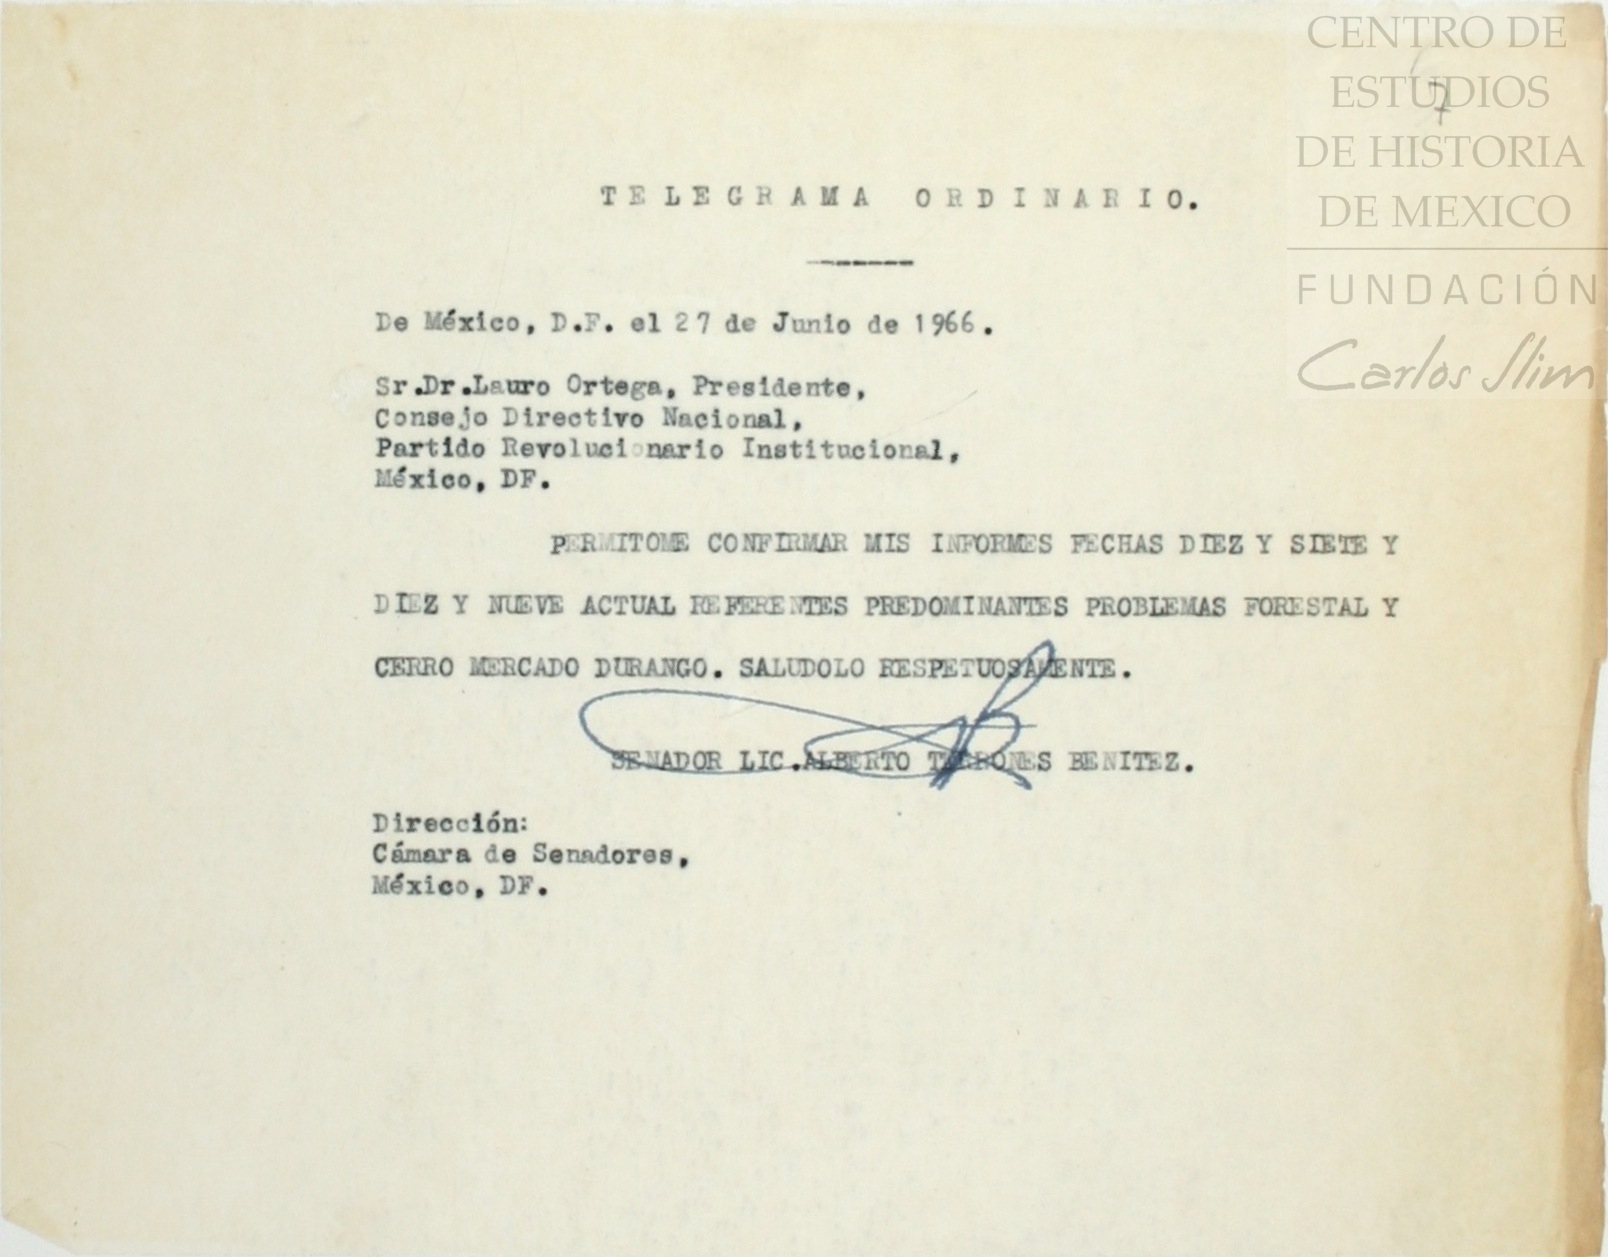 CENTRO DE
ESTUDIOS
DE HISTORIA
DE MEXICO
FUNDACIÓN
Carlos Slim
7
TELEGRAMA ORDINARIO.
De México, D.F. el 27 de Junio de 1966.
Sr.Dr.Lauro Ortega, Presidente,
Consejo Directivo Nacional,
Partido Revolucionario Institucional,
México, DF.
PERMITOME CONFIRMAR MIS INFORMES FECHAS DIEZ Y SIETE Y
DIEZ Y NUEVE ACTUAL REFERENTES PREDOMINANTES PROBLEMAS FORESTAL Y
CERRO MERCADO DURANGO. SALUDOLO RESPETUOSAMENTE.
SENADOR LIC.ALBERTO TERRONES BENITEZ.
Dirección:
Cámara de Senadores,
México, DF.